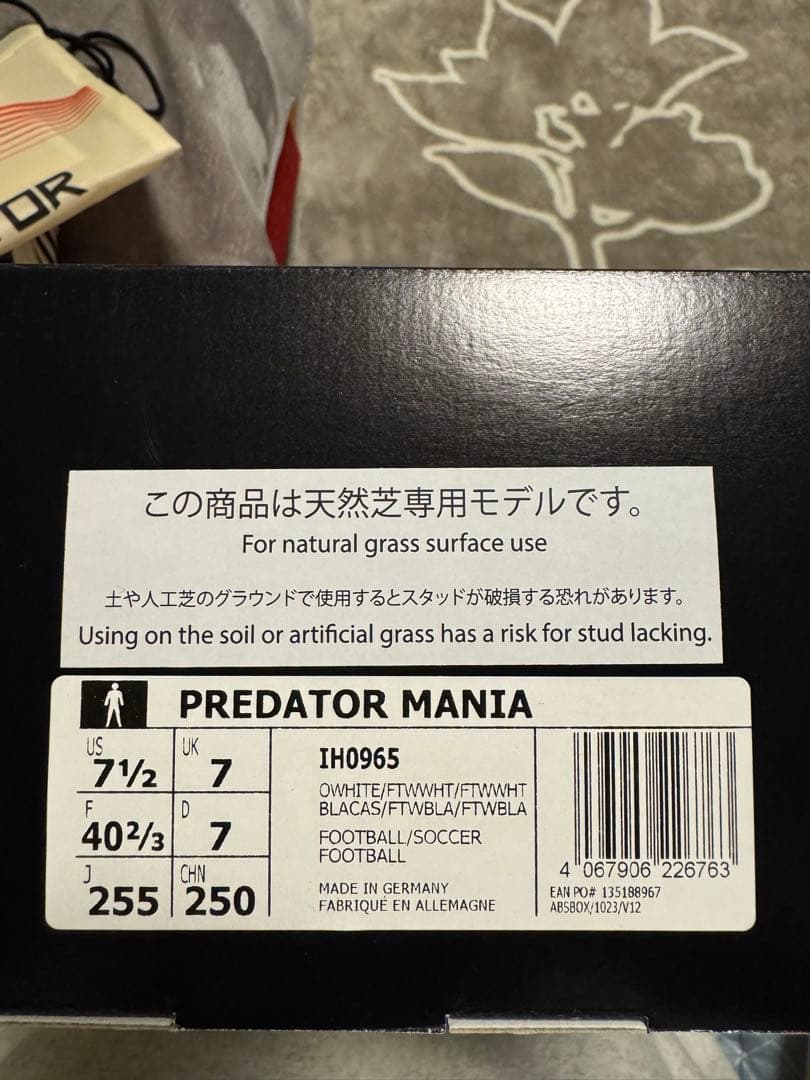 TOR
この商品は天然芝専用モデルです。
For natural grass surface use
土や人工芝のグラウンドで使用するとスタッドが破損する恐れがあります。
Using on the soil or artificial grass has a risk for stud lacking.
PREDATOR MANIA
US
7½
UK
7
F
40⅔
D
7
J
255
CHN
250
IH0965
OWHITE/FTWWHT/FTWWHT
BLACAS/FTWBLA/FTWBLA
FOOTBALL/SOCCER
FOOTBALL
MADE IN GERMANY
FABRIQUÉ EN ALLEMAGNE
4 067906 226763
EAN PO# 135188967
ABSBOX/1023/V12